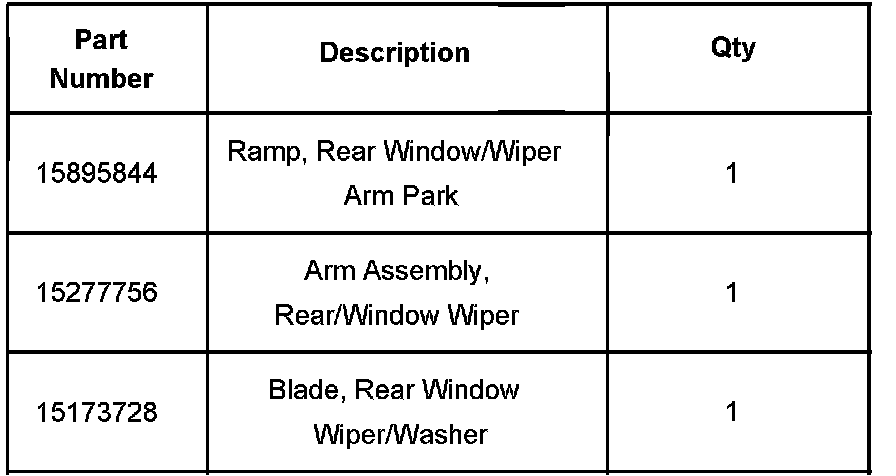 Part
Number
Description
Qty
15895844
Ramp, Rear Window/Wiper
Arm Park
1
15277756
Arm Assembly,
Rear/Window Wiper
1
15173728
Blade, Rear Window
Wiper/Washer
1